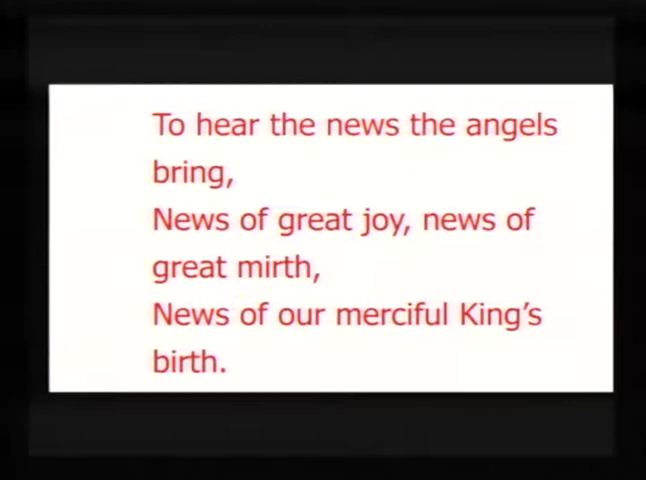 To hear the news the angels
bring,
News of great joy, news of
great mirth,
News of our merciful King's
birth.